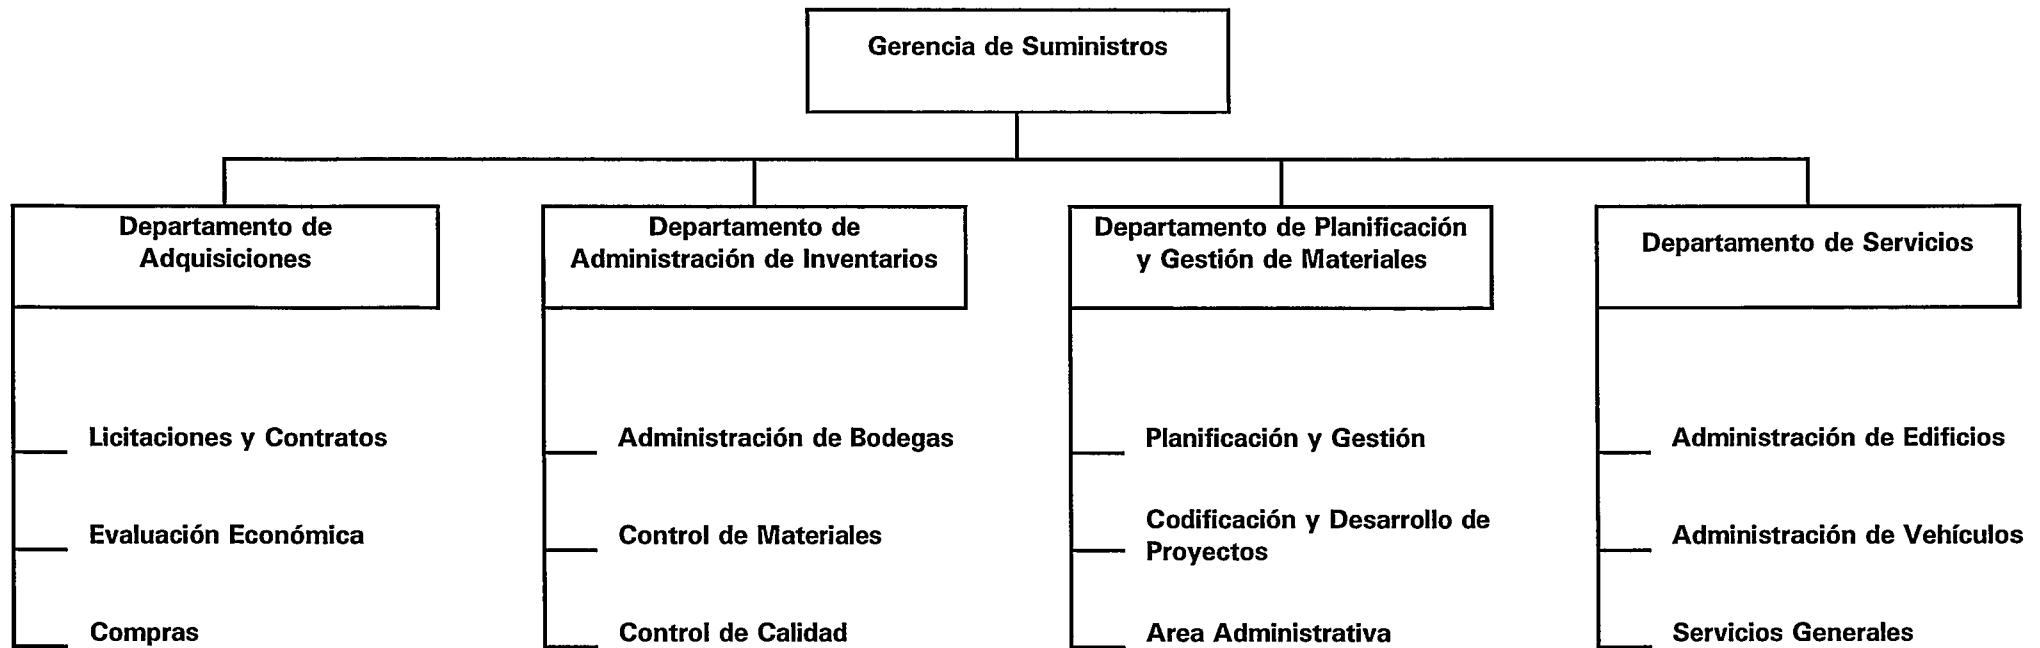 Gerencia de Suministros
Departamento de
Adquisiciones
Departamento de
Administración de Inventarios
Departamento de Planificación
y Gestión de Materiales
Departamento de Servicios
Licitaciones y Contratos
Evaluación Económica
Compras
Administración de Bodegas
Control de Materiales
Control de Calidad
Planificación y Gestión
Codificación y Desarrollo de
Proyectos
Area Administrativa
Administración de Edificios
Administración de Vehículos
Servicios Generales